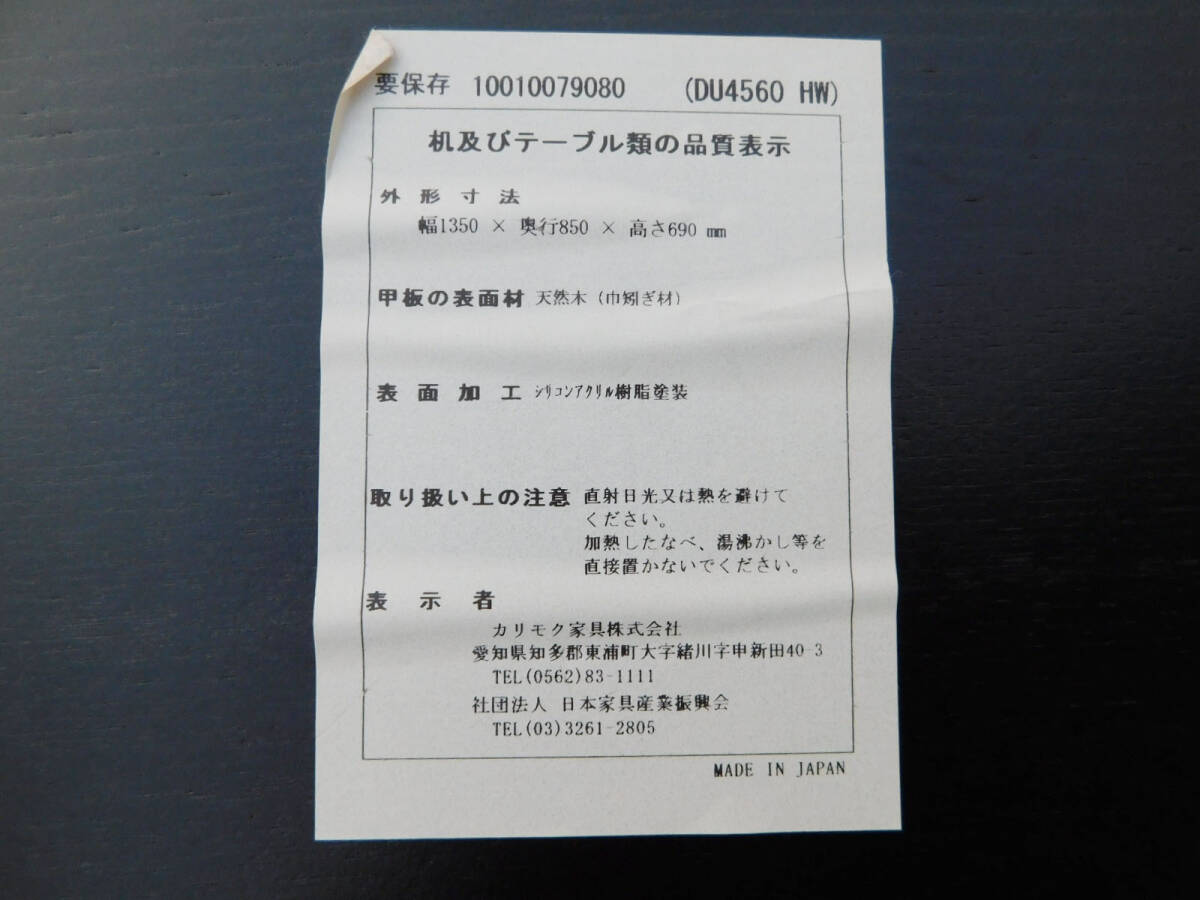 要保存 10010079080 (DU4560 HW)
机及びテーブル類の品質表示
外形寸法
幅1350 × 奥行850 × 高さ690 mm
甲板の表面材 天然木（巾矧ぎ材）
表面加工 シリコンアクリル樹脂塗装
取り扱い上の注意 直射日光又は熱を避けて
ください。
加熱したなべ、湯沸かし等を
直接置かないでください。
表示者
カリモク家具株式会社
愛知県知多郡東浦町大字緒川字申新田40-3
TEL(0562)83-1111
社団法人 日本家具産業振興会
TEL(03)3261-2805
MADE IN JAPAN